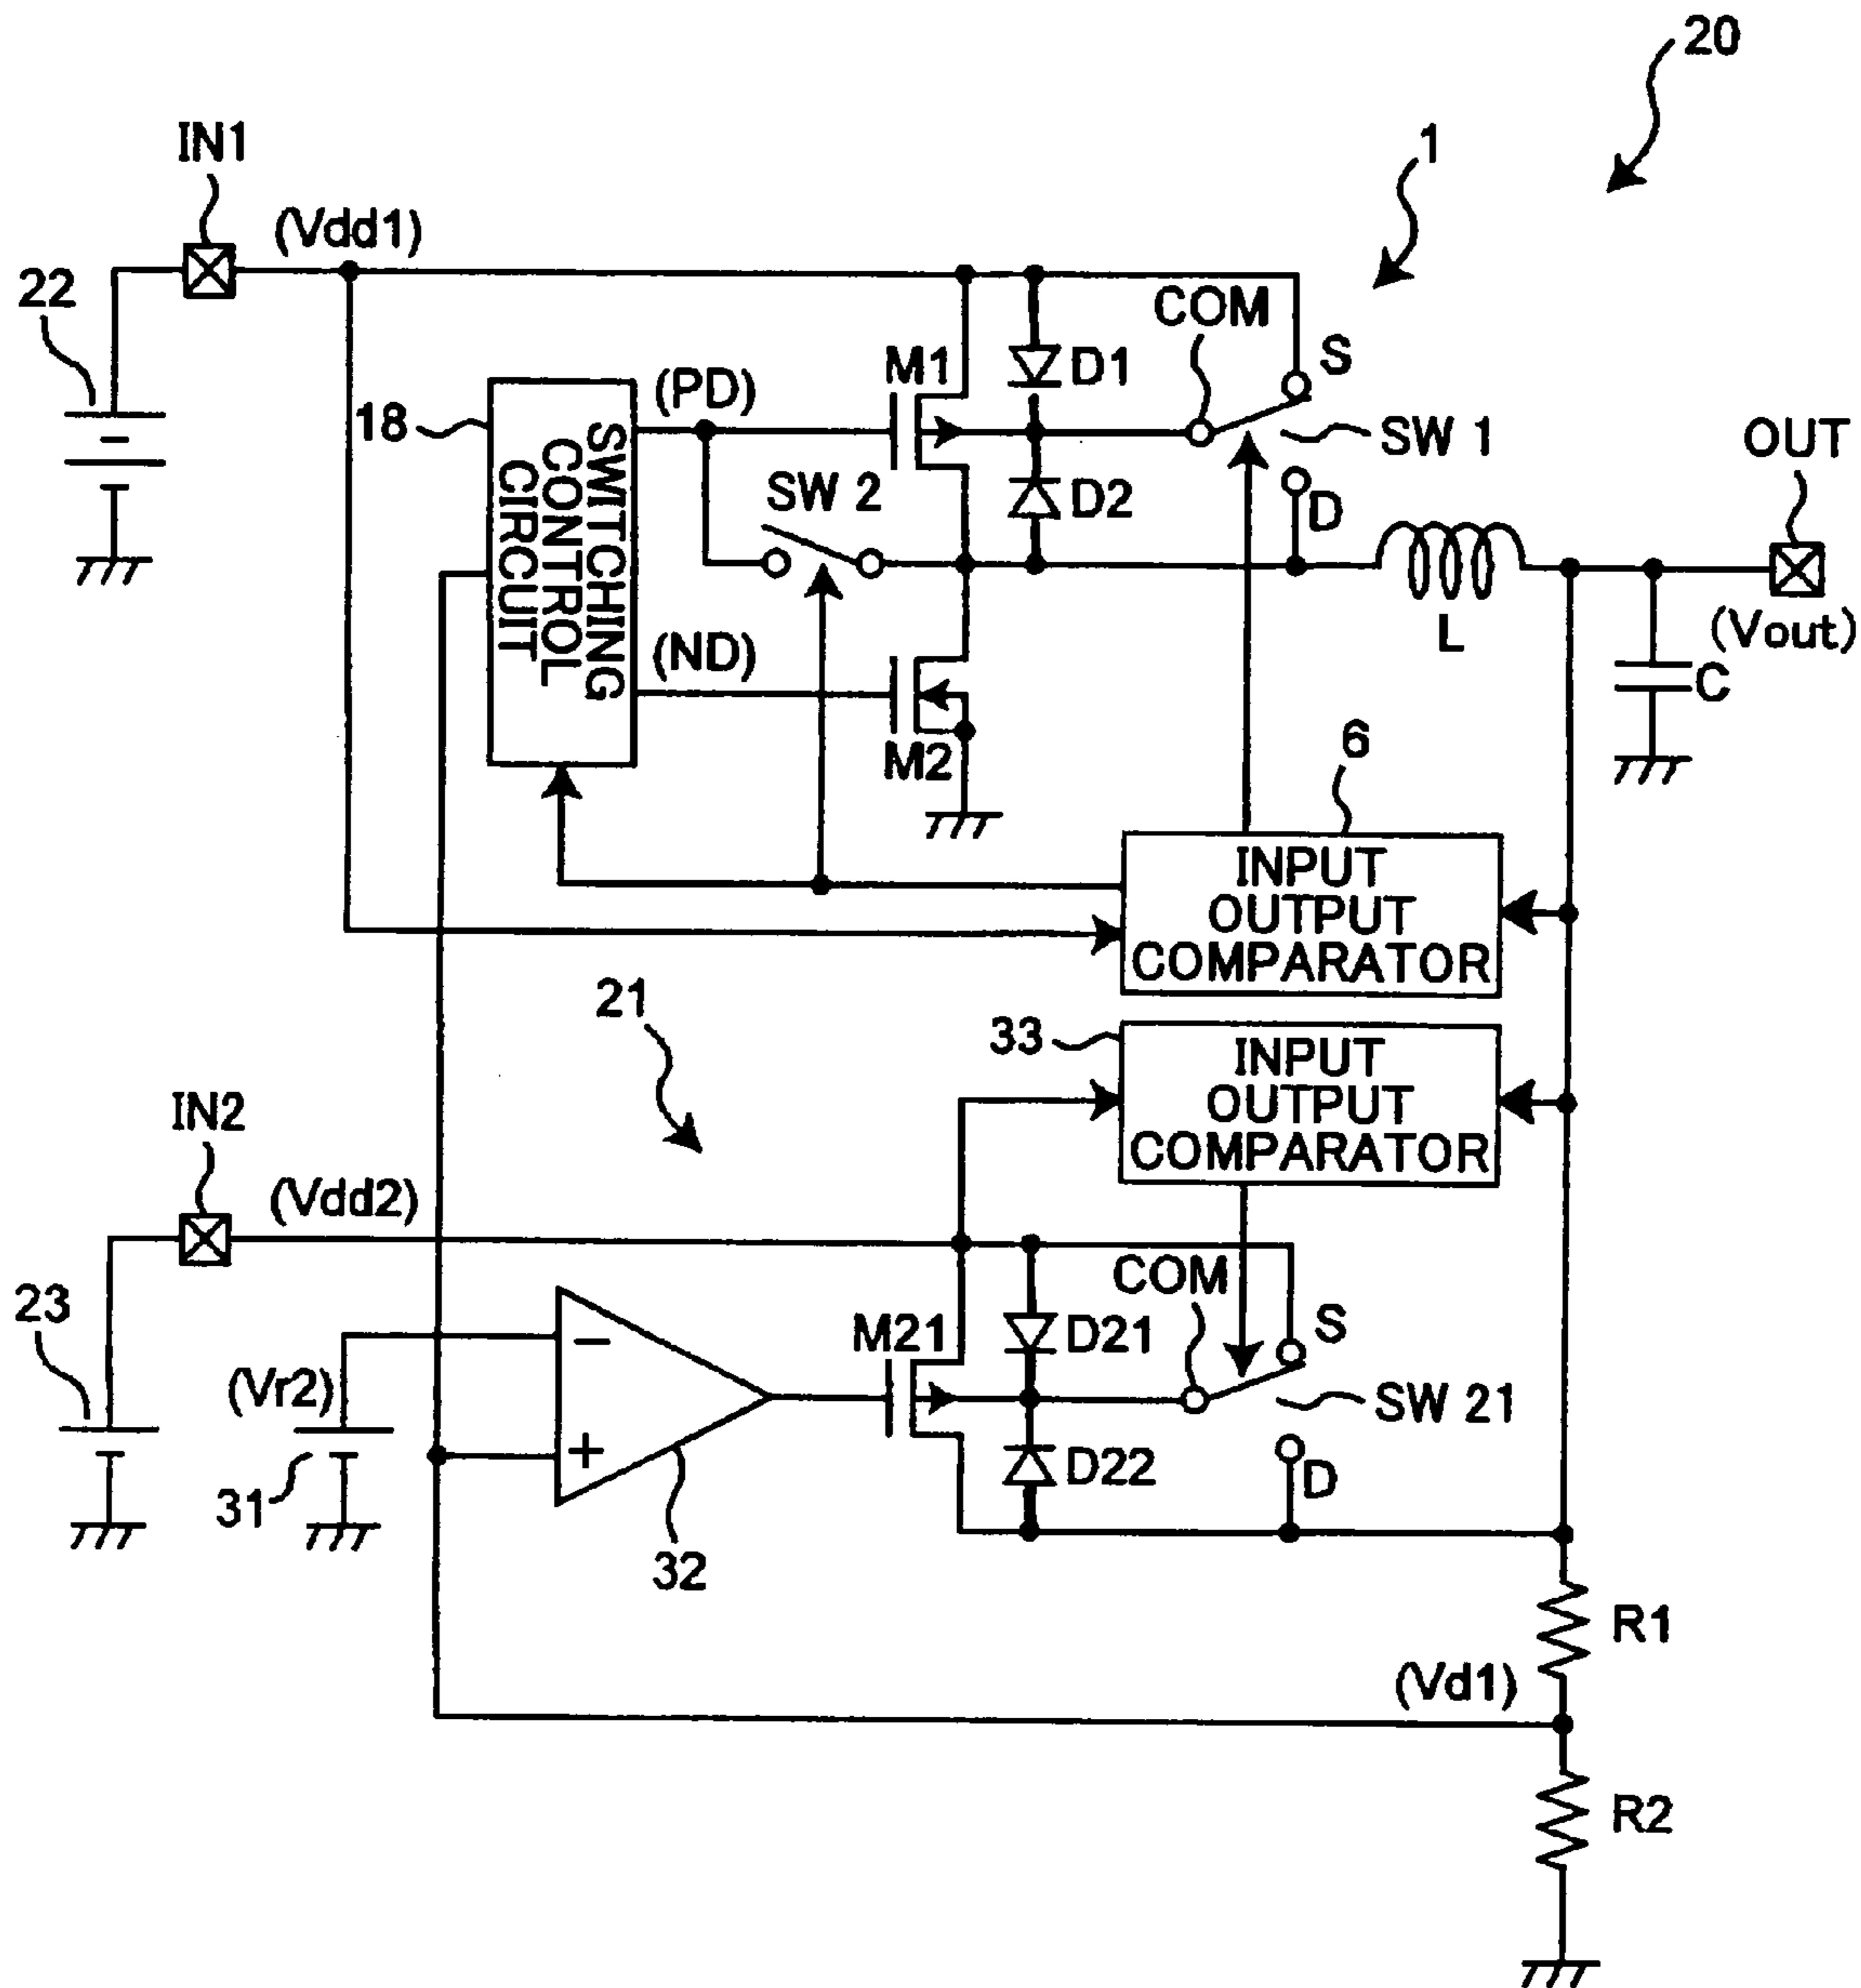 20
IN1
1
(Vdd1)
22
COM
S
M1
D1
(PD)
18
SW 1
OUT
SWITCHING
CONTROL
CIRCUIT
SW 2
D2
D
L
(Vout)
(ND)
C
M2
6
INPUT
OUTPUT
COMPARATOR
21
33
INPUT
OUTPUT
COMPARATOR
IN2
(Vdd2)
COM
23
M21
D21
S
−
(Vr2)
SW 21
+
D22
D
31
32
R1
(Vd1)
R2